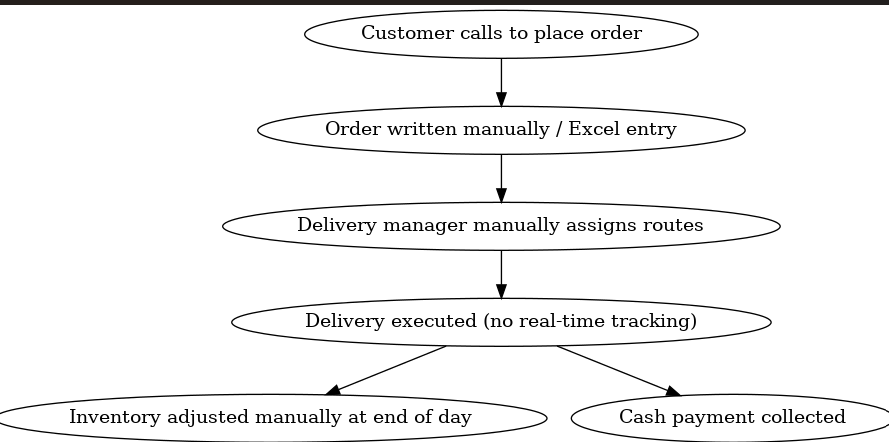 Customer calls to place order
Order written manually / Excel entry
Delivery manager manually assigns routes
Delivery executed (no real-time tracking)
Inventory adjusted manually at end of day
Cash payment collected